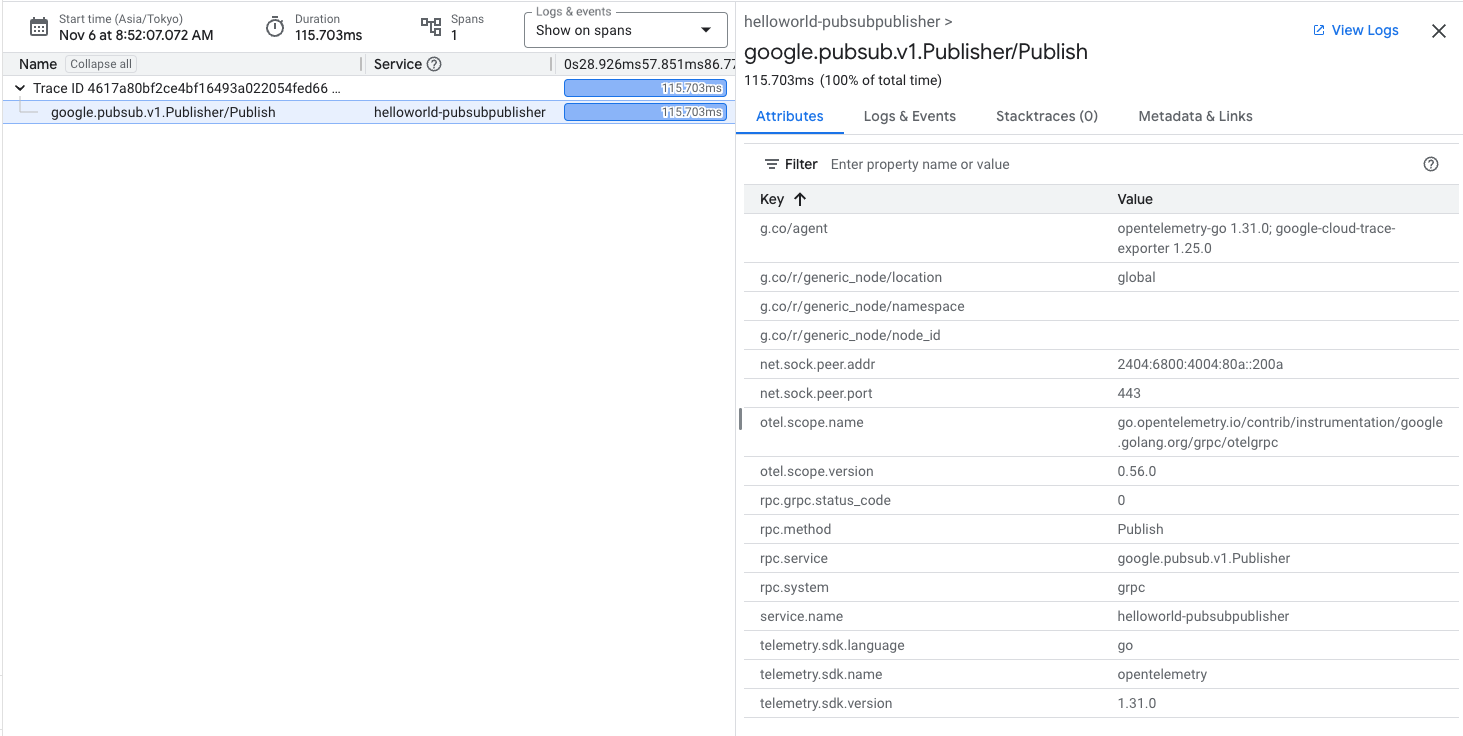 Start time (Asia/Tokyo)
Nov 6 at 8:52:07.072 AM
Duration
115.703ms
Spans
1
Logs & events
Show on spans
Name Collapse all Service 0s28.926ms57.851ms86.77
Trace ID 4617a80bf2ce4bf16493a022054fed66 ... 115.703ms
google.pubsub.v1.Publisher/Publish helloworld-pubsubpublisher 115.703ms
helloworld-pubsubpublisher >
google.pubsub.v1.Publisher/Publish
115.703ms (100% of total time)
View Logs
Attributes Logs & Events Stacktraces (0) Metadata & Links
Filter Enter property name or value
Key Value
g.co/agent opentelemetry-go 1.31.0; google-cloud-trace-
exporter 1.25.0
g.co/r/generic_node/location global
g.co/r/generic_node/namespace
g.co/r/generic_node/node_id
net.sock.peer.addr 2404:6800:4004:80a::200a
net.sock.peer.port 443
otel.scope.name go.opentelemetry.io/contrib/instrumentation/google
.golang.org/grpc/otelgrpc
otel.scope.version 0.56.0
rpc.grpc.status_code 0
rpc.method Publish
rpc.service google.pubsub.v1.Publisher
rpc.system grpc
service.name helloworld-pubsubpublisher
telemetry.sdk.language go
telemetry.sdk.name opentelemetry
telemetry.sdk.version 1.31.0